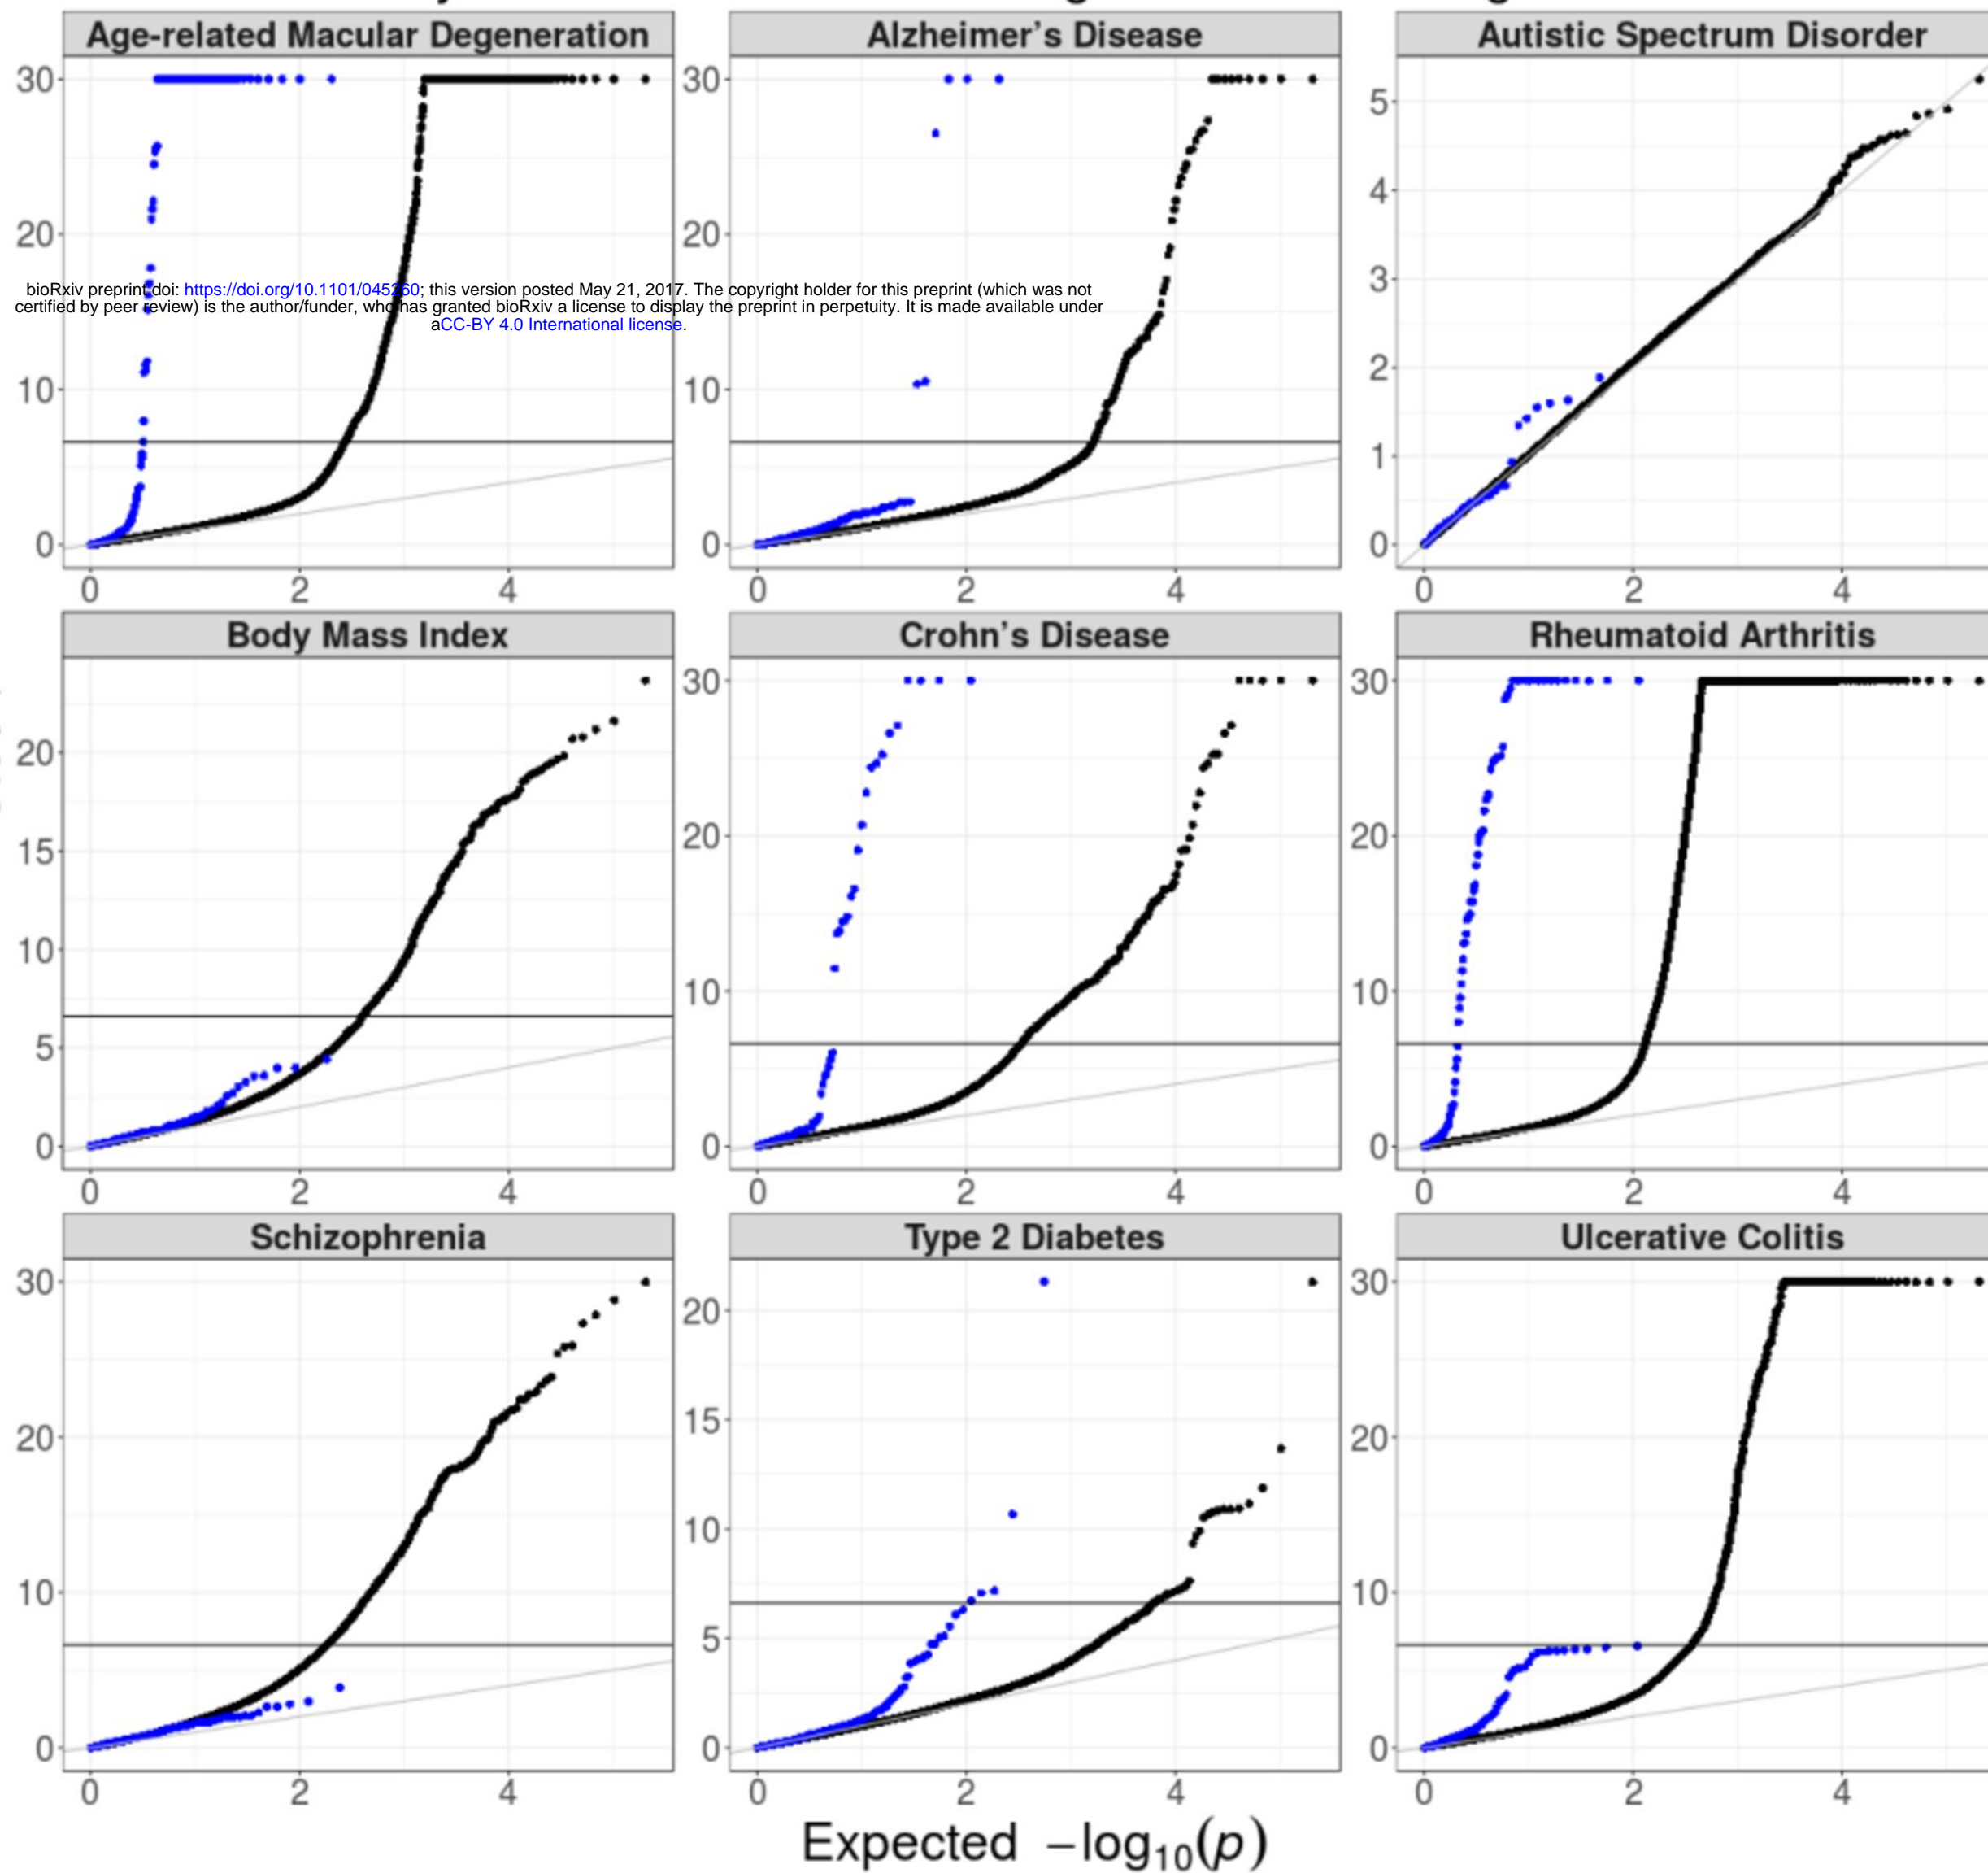 Age-related Macular Degeneration
Alzheimer’s Disease
Autistic Spectrum Disorder
30
20
10
0
0 2 4
30
20
10
0
0 2 4
5
4
3
2
1
0
0 2 4
bioRxiv preprint doi: https://doi.org/10.1101/045260; this version posted May 21, 2017. The copyright holder for this preprint (which was not
certified by peer review) is the author/funder, who has granted bioRxiv a license to display the preprint in perpetuity. It is made available under
aCC-BY 4.0 International license.
Body Mass Index
Crohn’s Disease
Rheumatoid Arthritis
20
15
10
5
0
0 2 4
30
20
10
0
0 2 4
30
20
10
0
0 2 4
Schizophrenia
Type 2 Diabetes
Ulcerative Colitis
30
20
10
0
0 2 4
20
15
10
5
0
0 2 4
30
20
10
0
0 2 4
Expected −log₁₀(p)